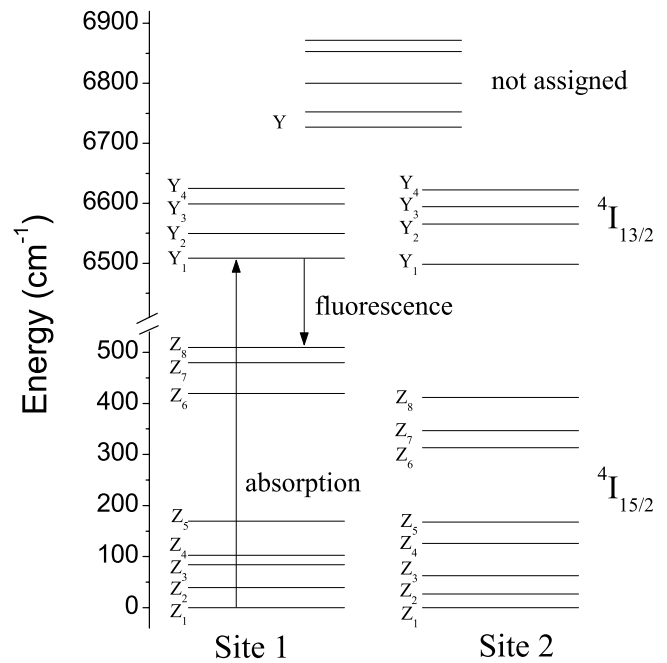 6900
not assigned
6800
Y
6700
Y₄ Y₄
6600
Y₃ Y₃
⁴I₁₃/₂
Y₂ Y₂
6500
Y₁ Y₁
fluorescence
Energy (cm⁻¹)
500
Z₈
Z₇
400
Z₆ Z₈
Z₇
300
Z₆
absorption
⁴I₁₅/₂
200
Z₅ Z₅
Z₄ Z₄
100
Z₃ Z₃
Z₂ Z₂
0
Z₁ Z₁
Site 1 Site 2